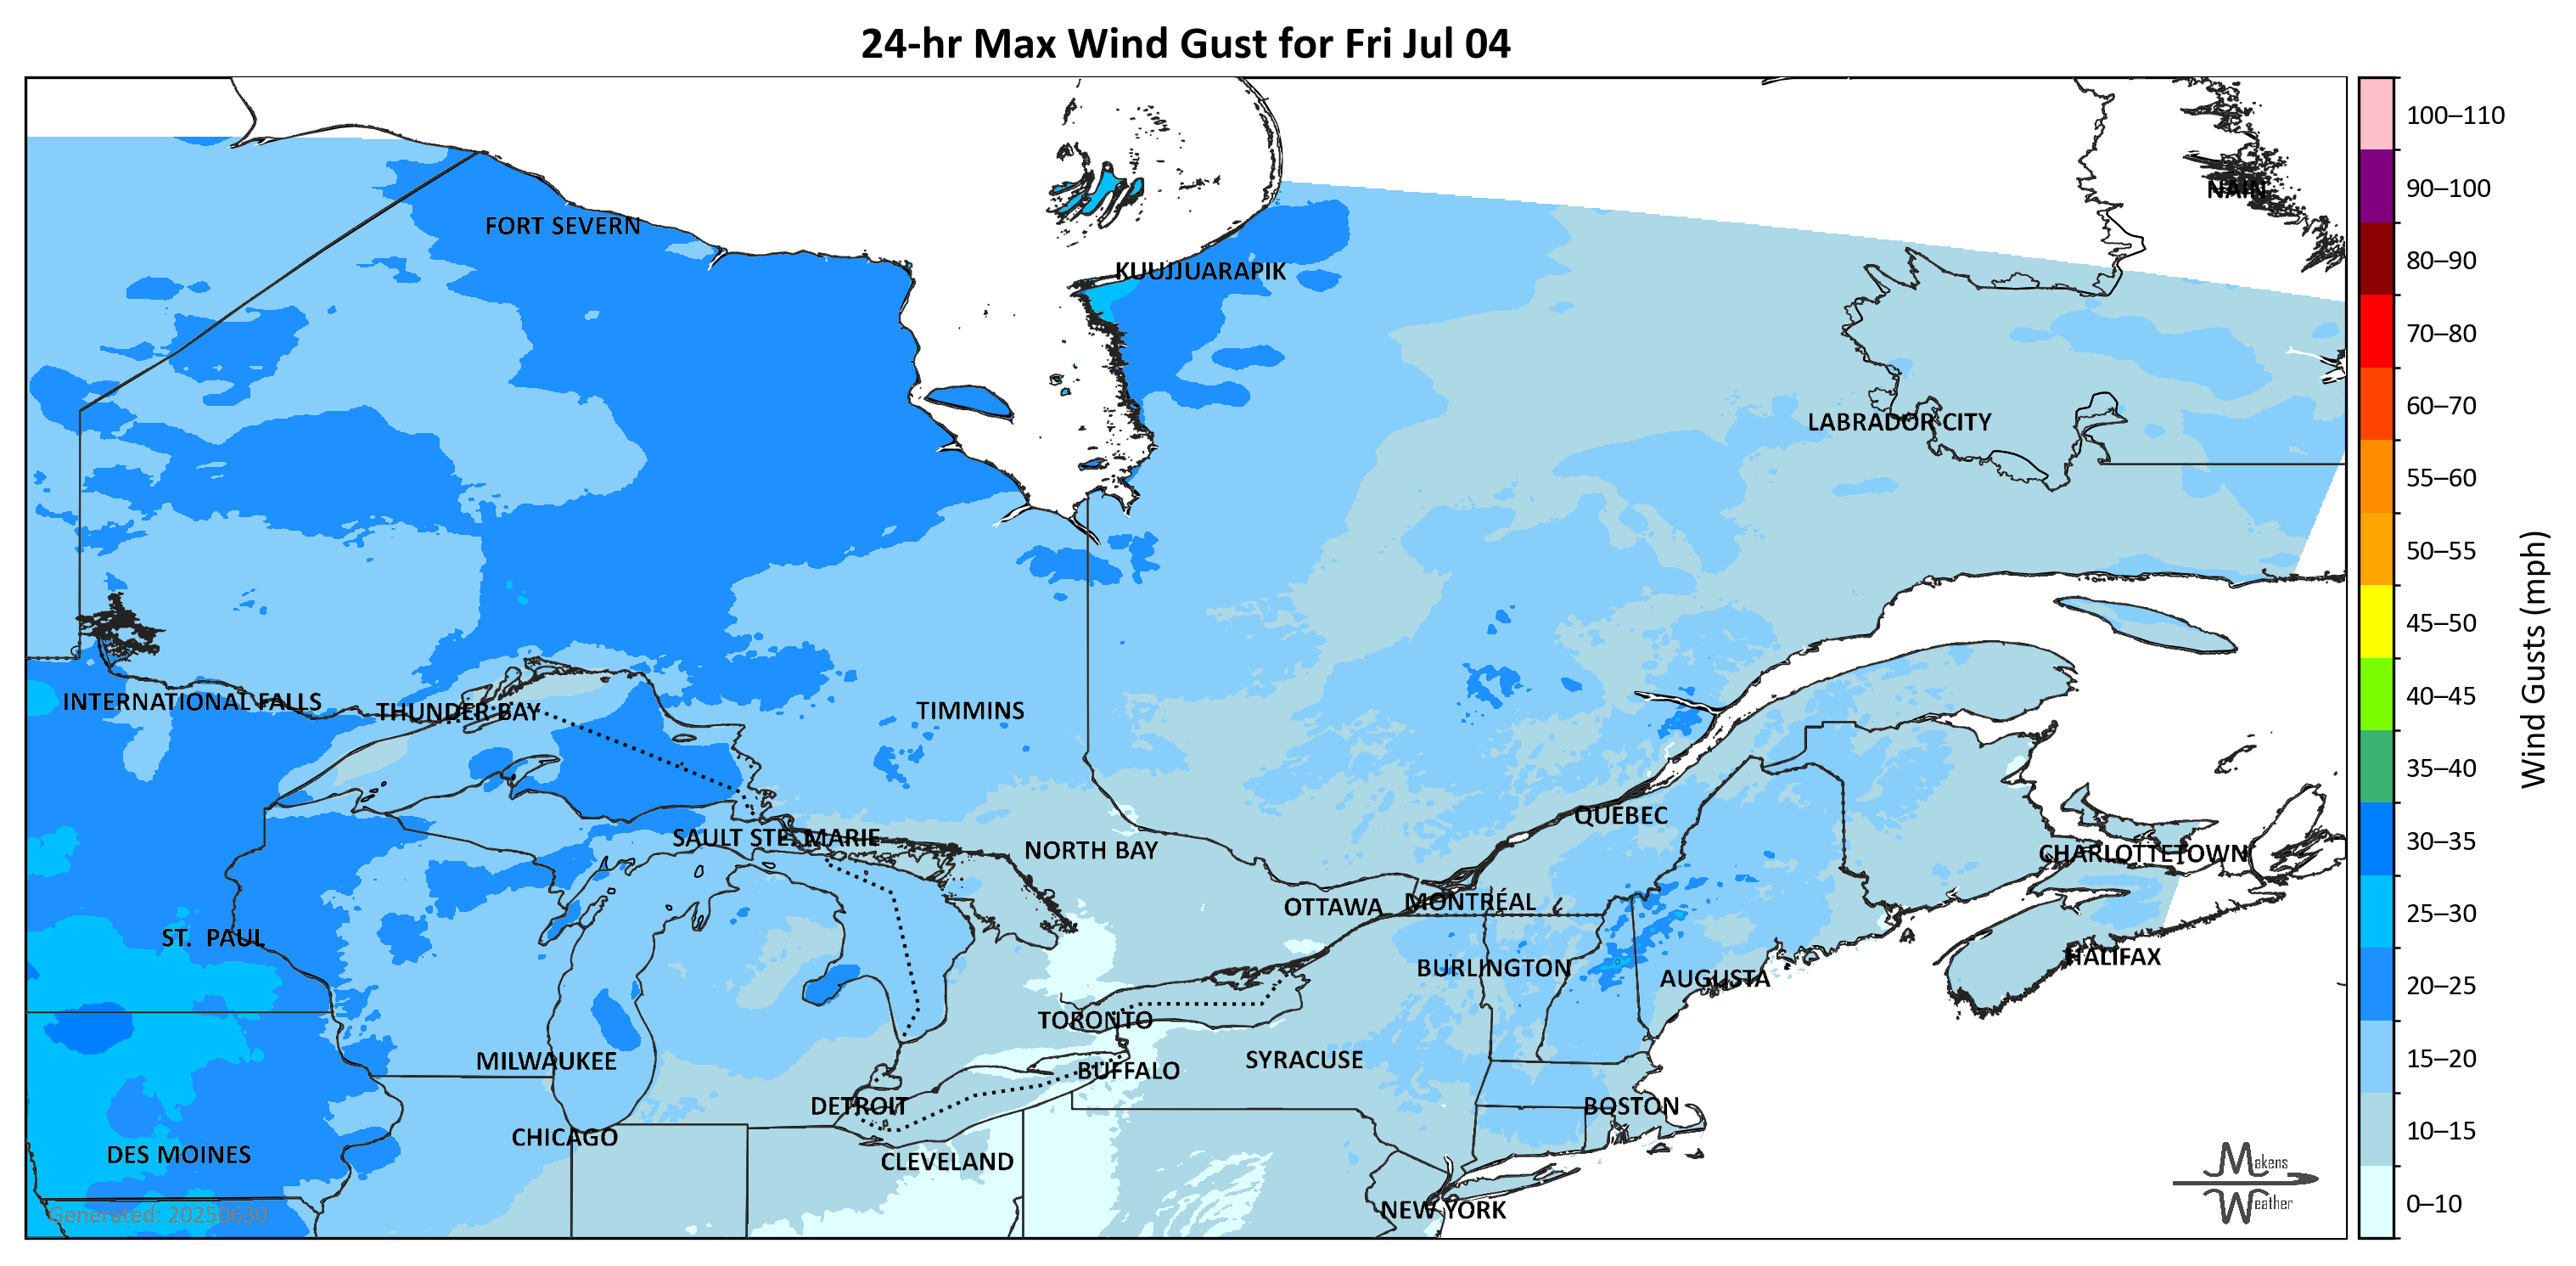 24-hr Max Wind Gust for Fri Jul 04
100–110
90–100
80–90
70–80
60–70
55–60
50–55
45–50
40–45
35–40
30–35
25–30
20–25
15–20
10–15
0–10
Wind Gusts (mph)
NAIN
FORT SEVERN
KUUJJUARAPIK
LABRADOR CITY
INTERNATIONAL FALLS
THUNDER BAY
TIMMINS
QUEBEC
SAULT STE. MARIE
NORTH BAY
CHARLOTTETOWN
OTTAWA
MONTRÉAL
ST. PAUL
HALIFAX
BURLINGTON
AUGUSTA
TORONTO
MILWAUKEE
SYRACUSE
BUFFALO
DETROIT
BOSTON
CHICAGO
DES MOINES
CLEVELAND
NEW YORK
Generated: 20250630
Makens
Weather